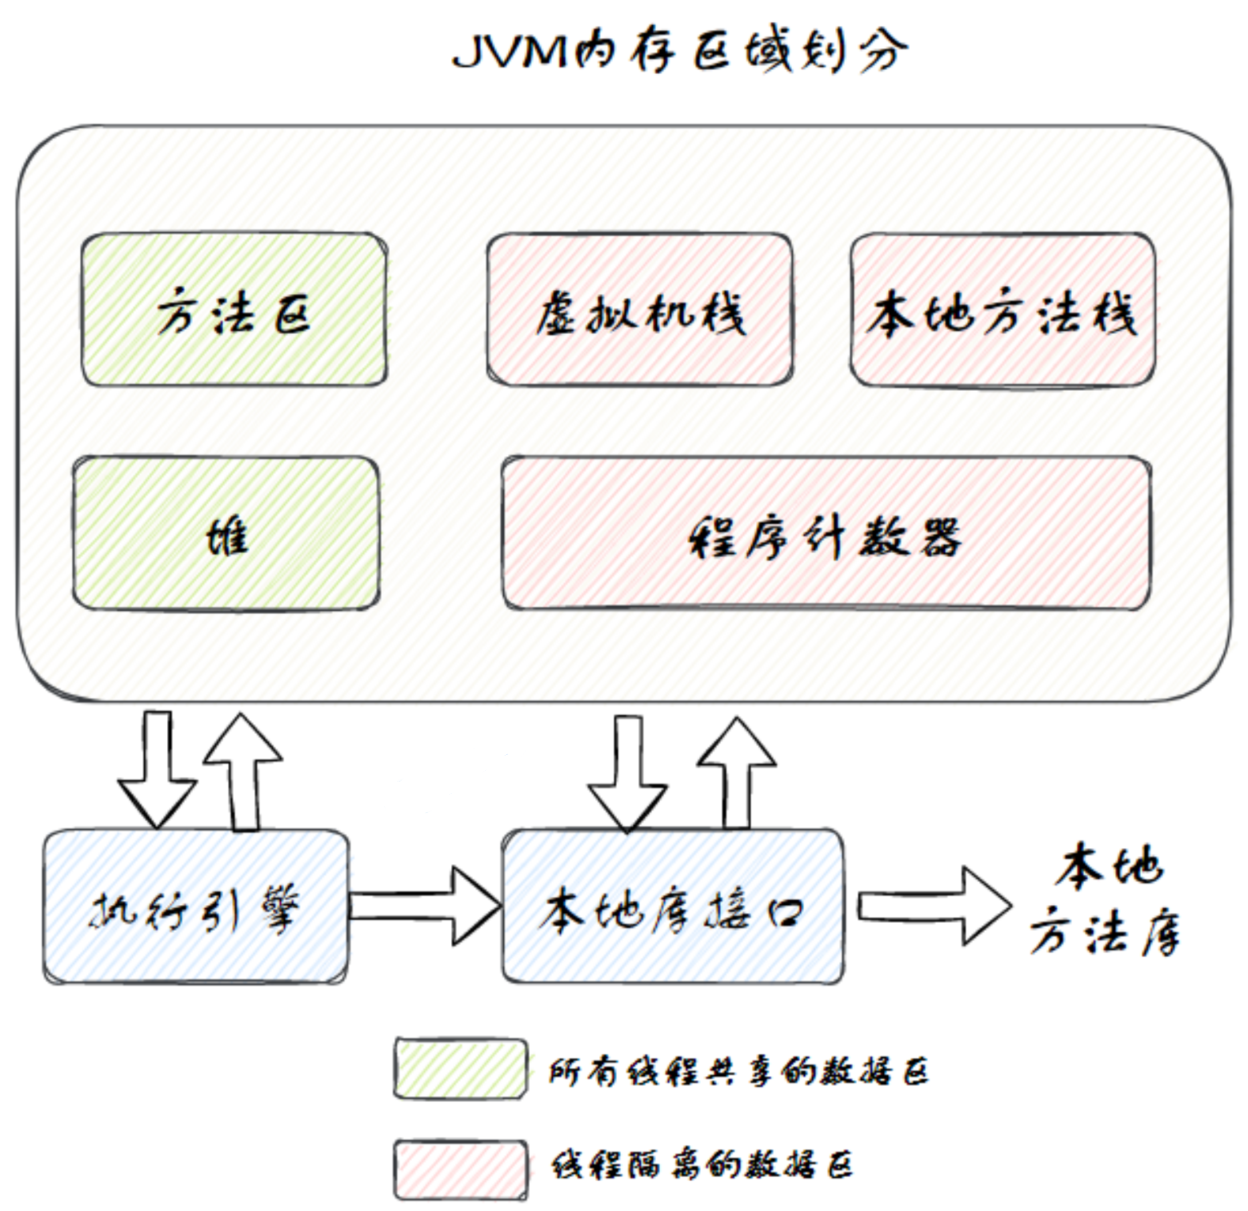 JVM内存区域划分
方法区
虚拟机栈
本地方法栈
堆
程序计数器
执行引擎
本地库接口
本地
方法库
所有线程共享的数据区
线程隔离的数据区